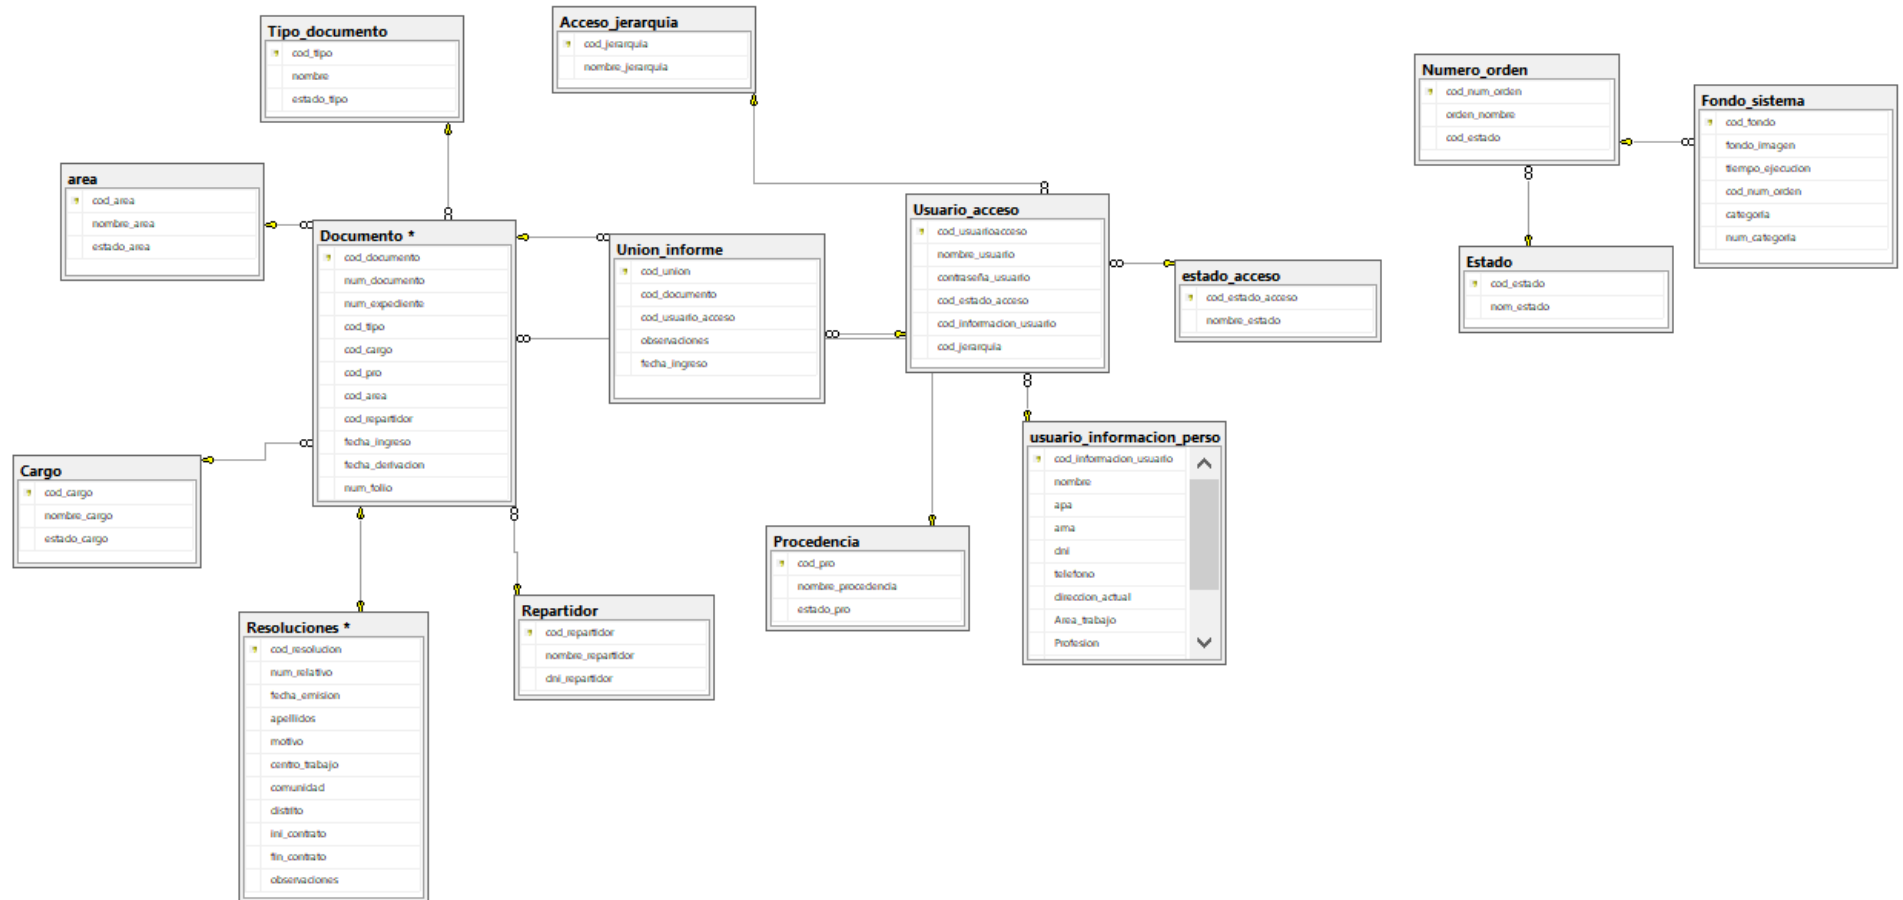 Tipo_documento
cod_tipo
nombre
estado_tipo
Acceso_jerarquia
cod_jerarquia
nombre_jerarquia
Numero_orden
cod_num_orden
orden_nombre
cod_estado
Fondo_sistema
cod_fondo
fondo_imagen
tiempo_ejecucion
cod_num_orden
categoria
num_categoria
area
cod_area
nombre_area
estado_area
Documento *
cod_documento
num_documento
num_expediente
cod_tipo
cod_cargo
cod_pro
cod_area
cod_repartidor
fecha_ingreso
fecha_derivacion
num_folio
Union_informe
cod_union
cod_documento
cod_usuario_acceso
observaciones
fecha_ingreso
Usuario_acceso
cod_usuarioacceso
nombre_usuario
contraseña_usuario
cod_estado_acceso
cod_informacion_usuario
cod_jerarquia
estado_acceso
cod_estado_acceso
nombre_estado
Estado
cod_estado
nom_estado
Cargo
cod_cargo
nombre_cargo
estado_cargo
usuario_informacion_perso
cod_informacion_usuario
nombre
apa
ama
dni
telefono
direccion_actual
Area_trabajo
Profesion
Procedencia
cod_pro
nombre_procedencia
estado_pro
Repartidor
cod_repartidor
nombre_repartidor
dni_repartidor
Resoluciones *
cod_resolucion
num_relativo
fecha_emision
apellidos
motivo
centro_trabajo
comunidad
distrito
ini_contrato
fin_contrato
observaciones